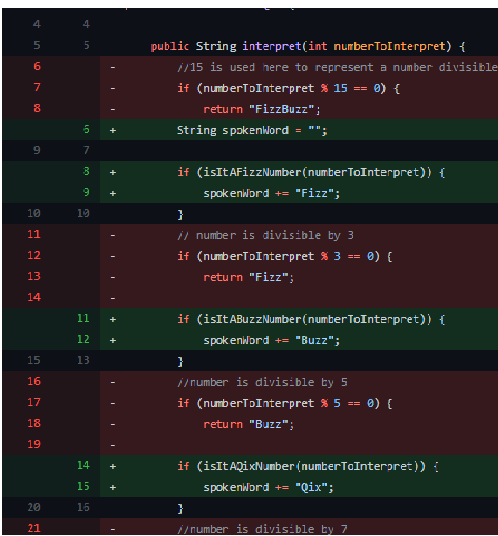 4 4
5 5 public String interpret(int numberToInterpret) {
6 - //15 is used here to represent a number divisible
7 - if (numberToInterpret % 15 == 0) {
8 - return "FizzBuzz";
6 + String spokenWord = "";
9 7
8 + if (isItAFizzNumber(numberToInterpret)) {
9 + spokenWord += "Fizz";
10 10 }
11 - // number is divisible by 3
12 - if (numberToInterpret % 3 == 0) {
13 - return "Fizz";
14 -
11 + if (isItABuzzNumber(numberToInterpret)) {
12 + spokenWord += "Buzz";
15 13 }
16 - //number is divisible by 5
17 - if (numberToInterpret % 5 == 0) {
18 - return "Buzz";
19 -
14 + if (isItAQixNumber(numberToInterpret)) {
15 + spokenWord += "Qix";
20 16 }
21 - //number is divisible by 7